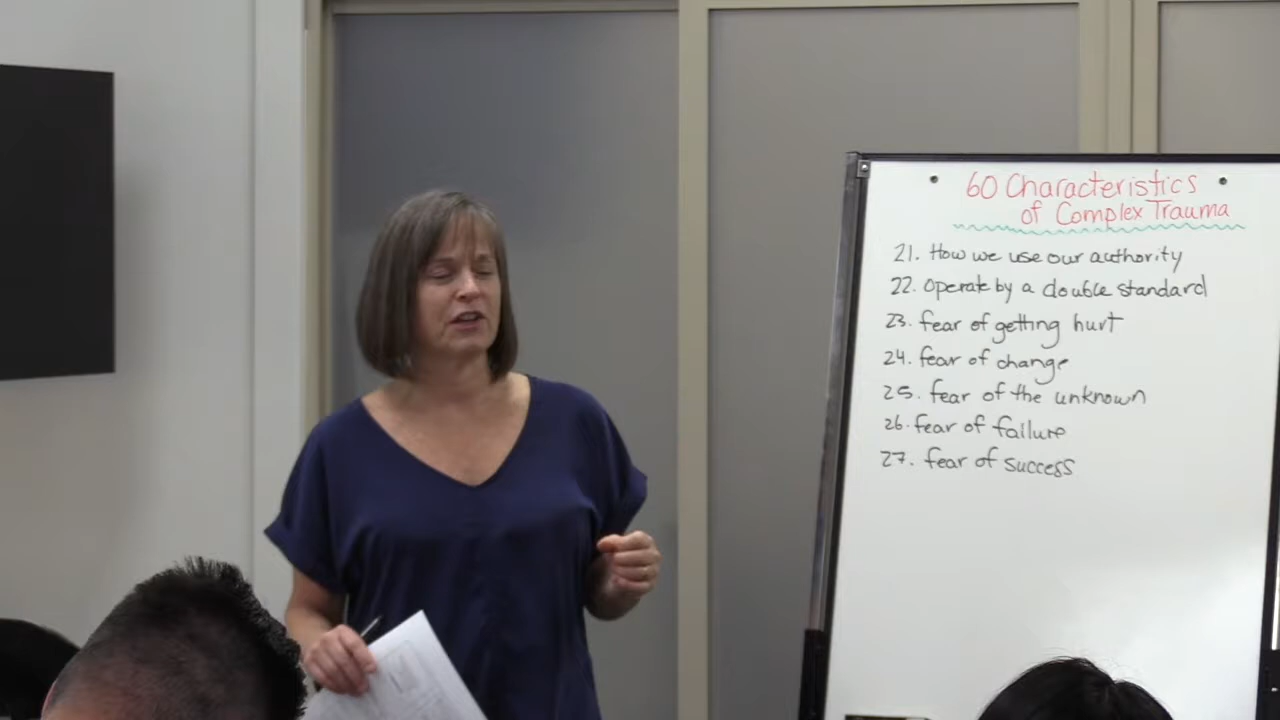 60 Characteristics
of Complex Trauma
21. How we use our authority
22. Operate by a double standard
23. fear of getting hurt
24. fear of change
25. fear of the unknown
26. fear of failure
27. fear of success